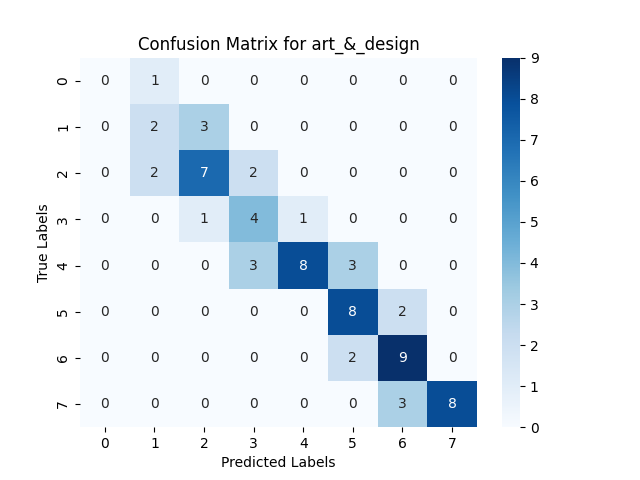 Confusion Matrix for art_&_design
True Labels
0 0 1 0 0 0 0 0 0
1 0 2 3 0 0 0 0 0
2 0 2 7 2 0 0 0 0
3 0 0 1 4 1 0 0 0
4 0 0 0 3 8 3 0 0
5 0 0 0 0 0 8 2 0
6 0 0 0 0 0 2 9 0
7 0 0 0 0 0 0 3 8
0 1 2 3 4 5 6 7
Predicted Labels
9
8
7
6
5
4
3
2
1
0